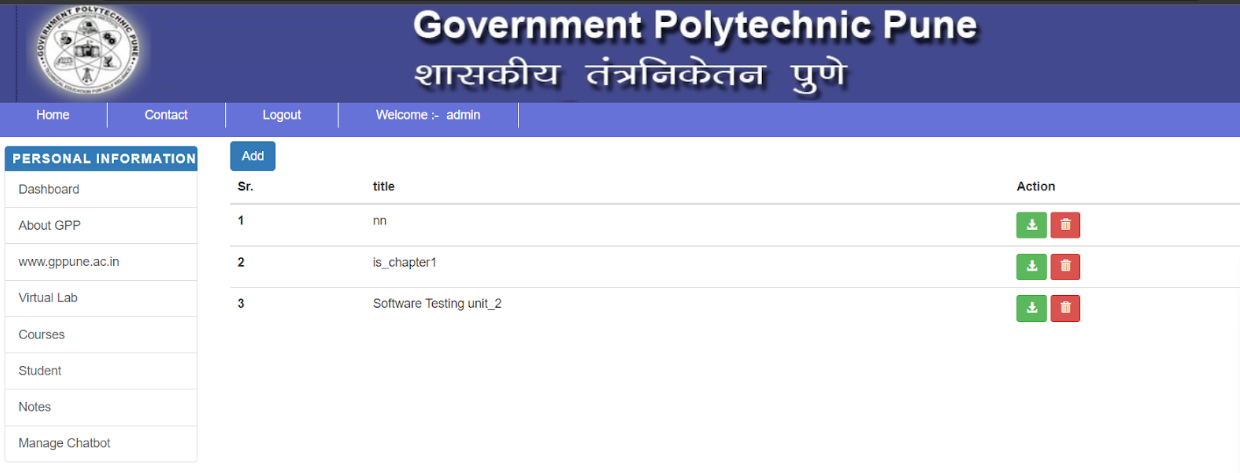 GOVERNMENT POLYTECHNIC PUNE
Government Polytechnic Pune
शासकीय तंत्रनिकेतन पुणे
Home Contact Logout Welcome :- admin
PERSONAL INFORMATION
Dashboard
About GPP
www.gppune.ac.in
Virtual Lab
Courses
Student
Notes
Manage Chatbot
Add
Sr. title Action
1 nn
2 is_chapter1
3 Software Testing unit_2